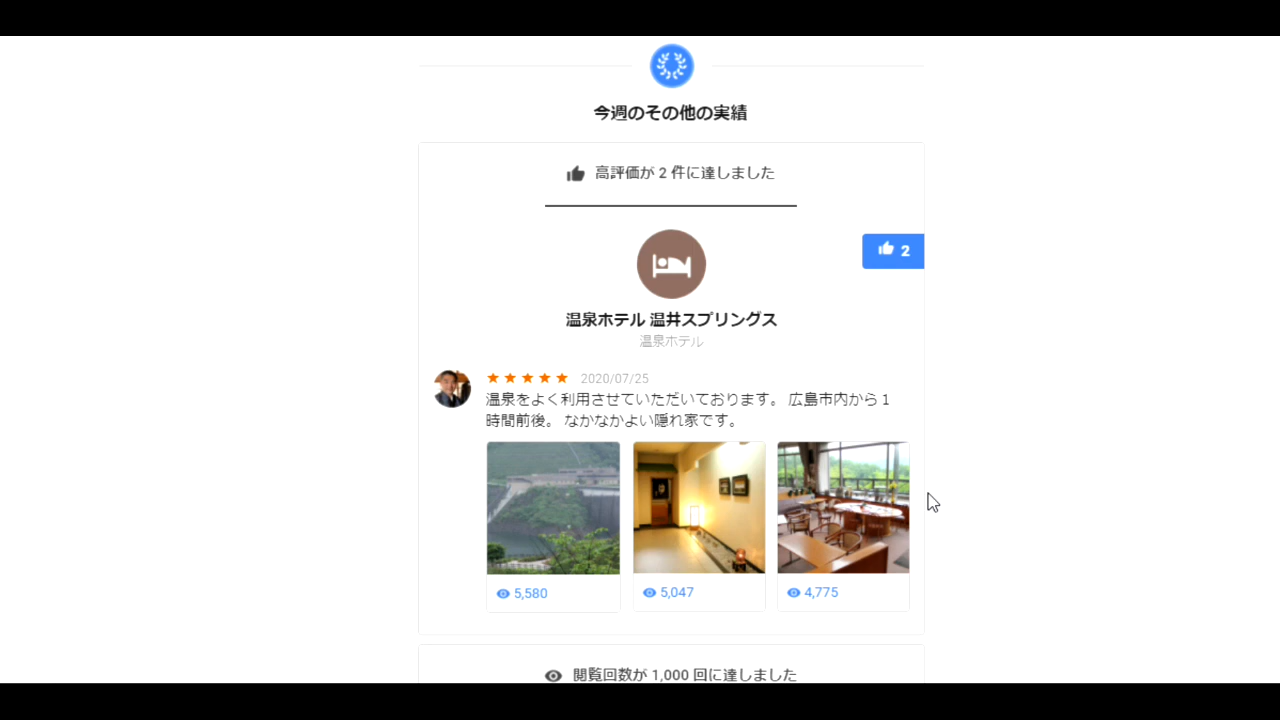 今週のその他の実績
高評価が 2 件に達しました
2
温泉ホテル 温井スプリングス
温泉ホテル
★★★★★ 2020/07/25
温泉をよく利用させていただいております。 広島市内から 1
時間前後。 なかなかよい隠れ家です。
5,580 5,047 4,775
閲覧回数が 1,000 回に達しました